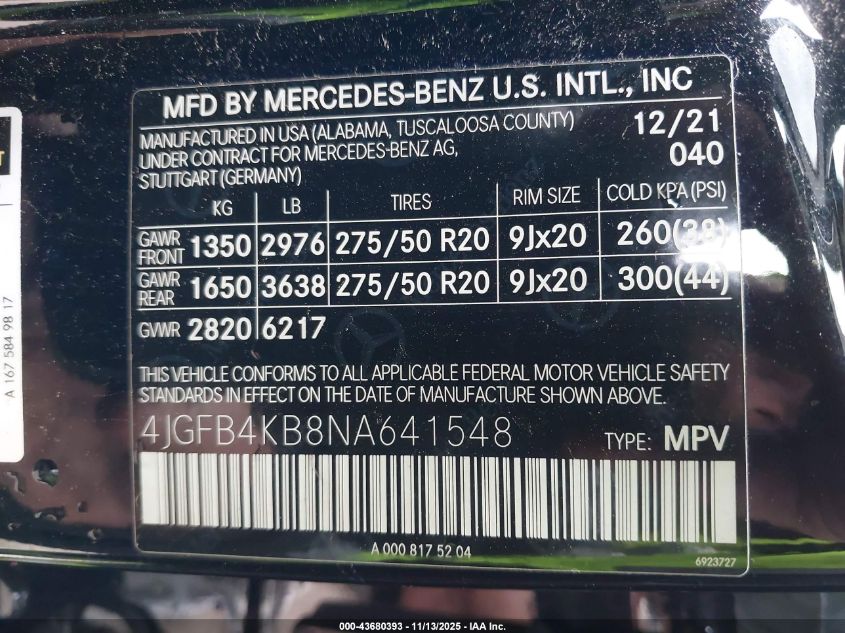 MFD BY MERCEDES-BENZ U.S. INTL., INC
MANUFACTURED IN USA (ALABAMA, TUSCALOOSA COUNTY) 12/21
UNDER CONTRACT FOR MERCEDES-BENZ AG, 040
STUTTGART (GERMANY)
KG LB TIRES RIM SIZE COLD KPA (PSI)
GAWR FRONT 1350 2976 275/50 R20 9Jx20 260(38)
GAWR REAR 1650 3638 275/50 R20 9Jx20 300(44)
GVWR 2820 6217
THIS VEHICLE CONFORMS TO ALL APPLICABLE FEDERAL MOTOR VEHICLE SAFETY
STANDARDS IN EFFECT ON THE DATE OF MANUFACTURE SHOWN ABOVE.
4JGFB4KB8NA641548 TYPE: MPV
A 000 817 52 04
6923727
A 167 584 98 17
000-43680393 - 11/13/2025 - IAA Inc.